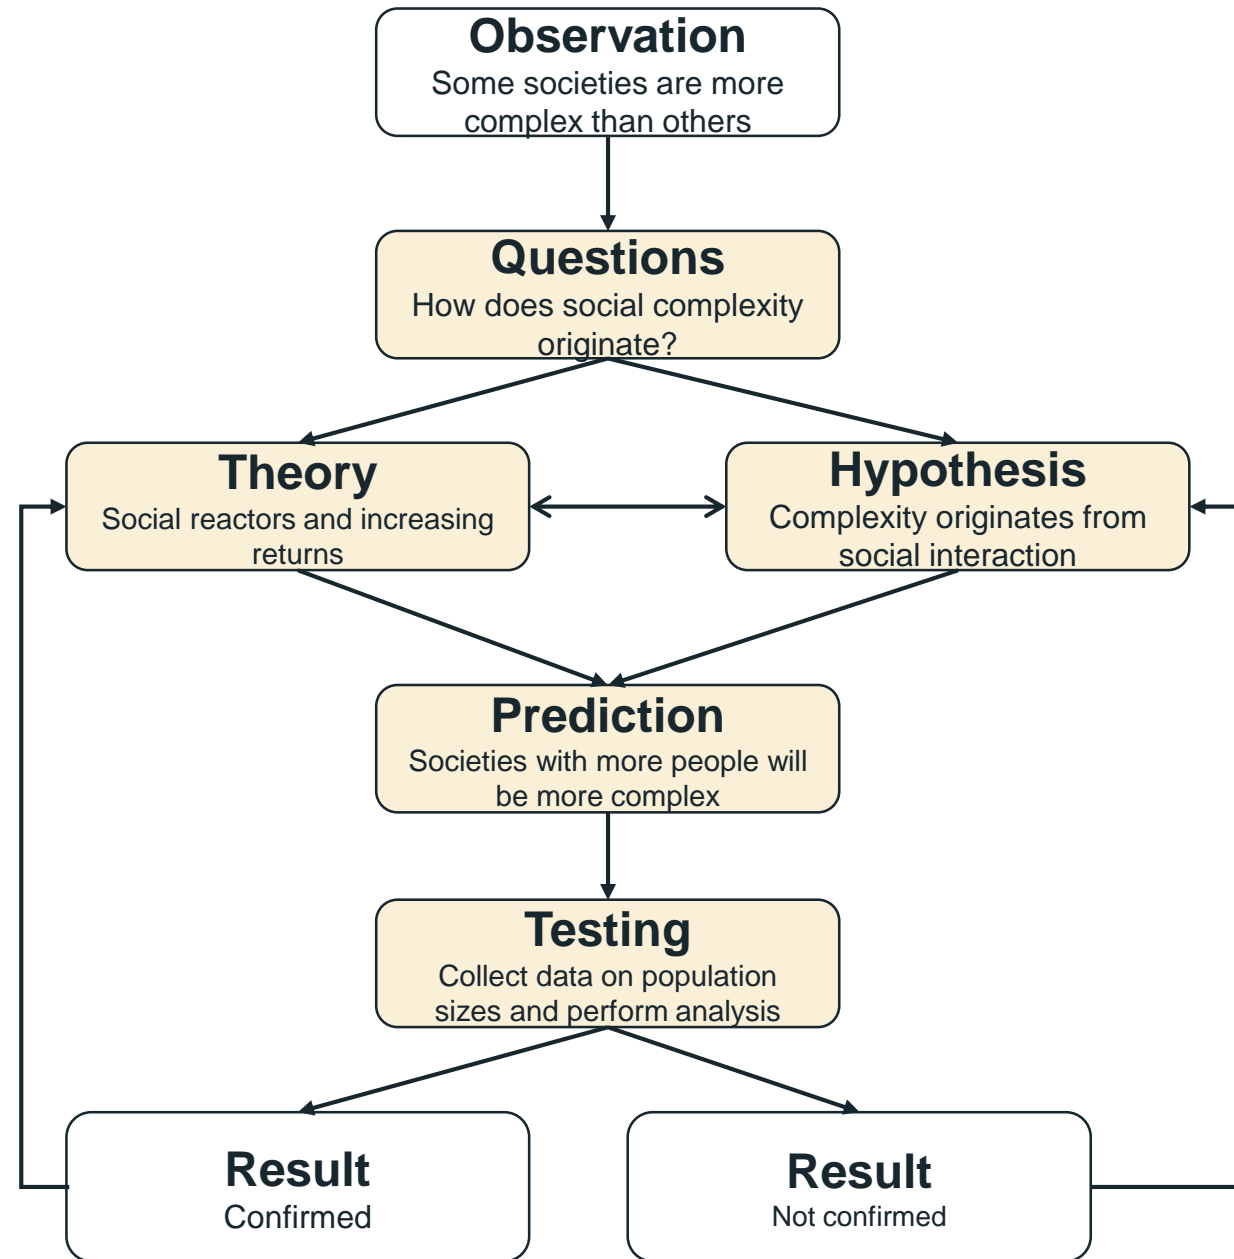 Observation
Some societies are more
complex than others
Questions
How does social complexity
originate?
Theory
Social reactors and increasing
returns
Hypothesis
Complexity originates from
social interaction
Prediction
Societies with more people will
be more complex
Testing
Collect data on population
sizes and perform analysis
Result
Confirmed
Result
Not confirmed